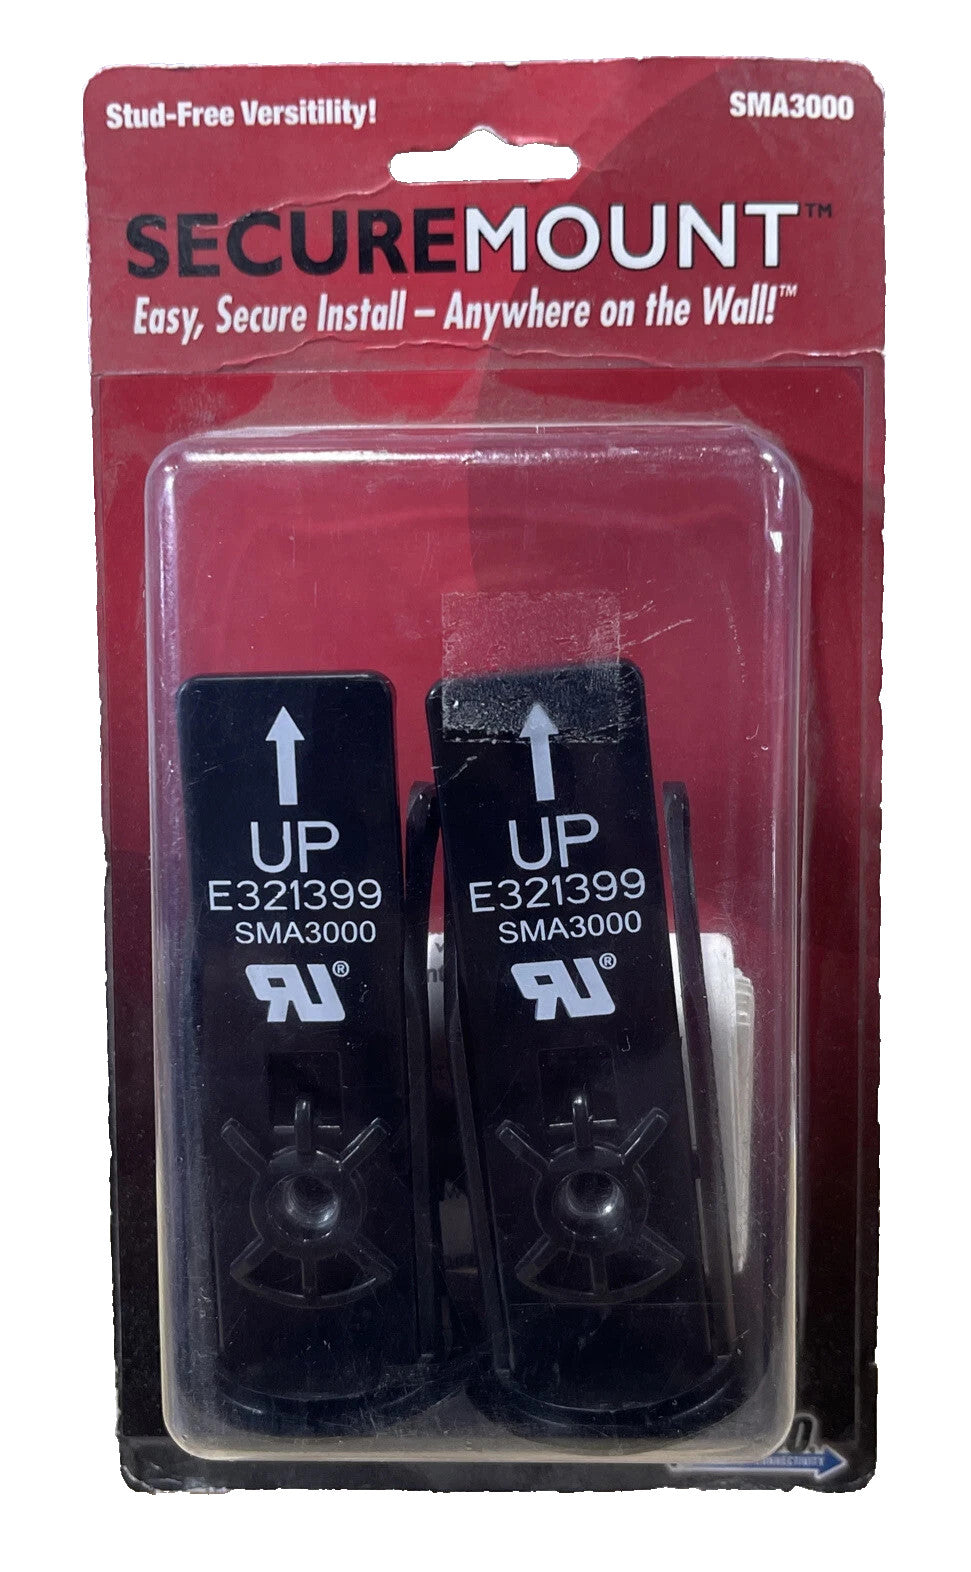 Stud-Free Versitility!
SMA3000
SECUREMOUNT™
Easy, Secure Install – Anywhere on the Wall!™
UP
E321399
SMA3000
®
UP
E321399
SMA3000
®